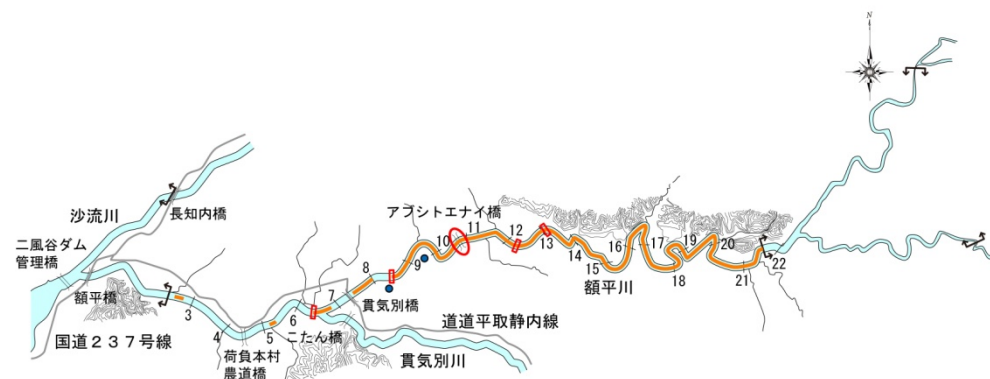 N
沙流川
長知内橋
二風谷ダム
管理橋
額平橋
国道２３７号線
3
4
荷負本村
農道橋
5
6
こたん橋
7
8
貫気別橋
道道平取静内線
貫気別川
9
10
アブシトエナイ橋
11
12
13
14
15
額平川
16
17
18
19
20
21
22